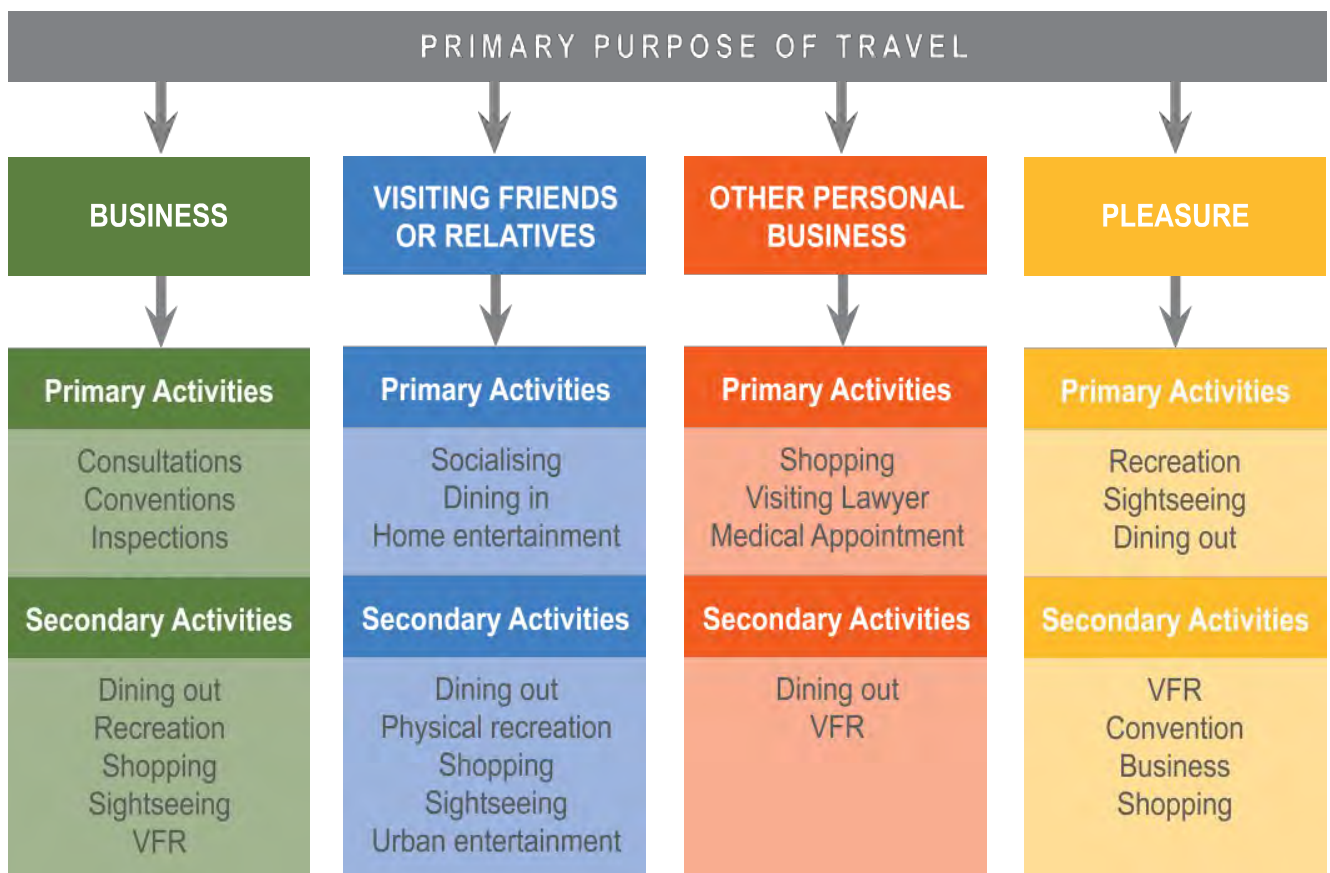 PRIMARY PURPOSE OF TRAVEL
BUSINESS
VISITING FRIENDS
OR RELATIVES
OTHER PERSONAL
BUSINESS
PLEASURE
Primary Activities
Consultations
Conventions
Inspections
Secondary Activities
Dining out
Recreation
Shopping
Sightseeing
VFR
Primary Activities
Socialising
Dining in
Home entertainment
Secondary Activities
Dining out
Physical recreation
Shopping
Sightseeing
Urban entertainment
Primary Activities
Shopping
Visiting Lawyer
Medical Appointment
Secondary Activities
Dining out
VFR
Primary Activities
Recreation
Sightseeing
Dining out
Secondary Activities
VFR
Convention
Business
Shopping